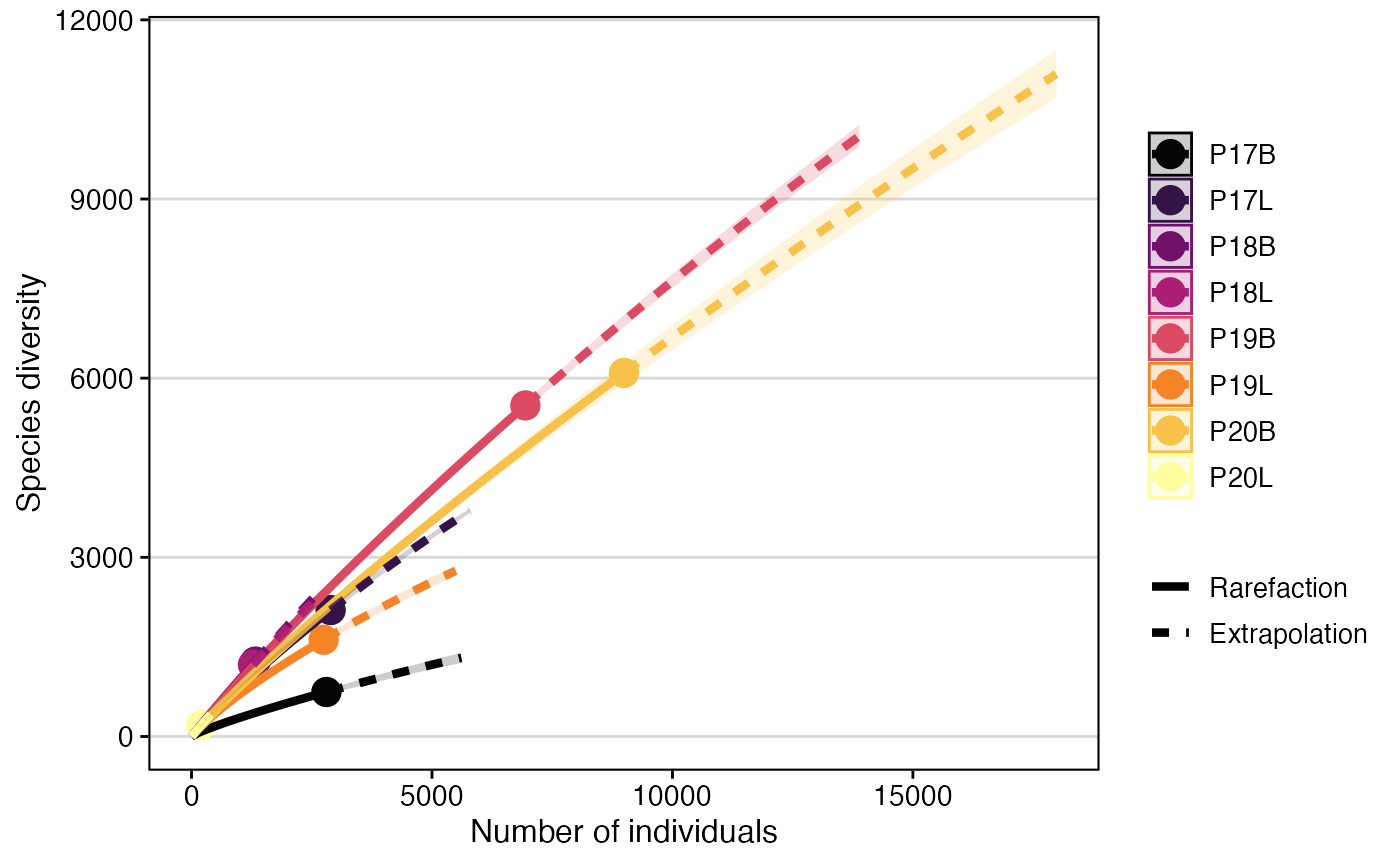 12000
9000
6000
3000
0
Species diversity
0
5000
10000
15000
Number of individuals
P17B
P17L
P18B
P18L
P19B
P19L
P20B
P20L
Rarefaction
Extrapolation